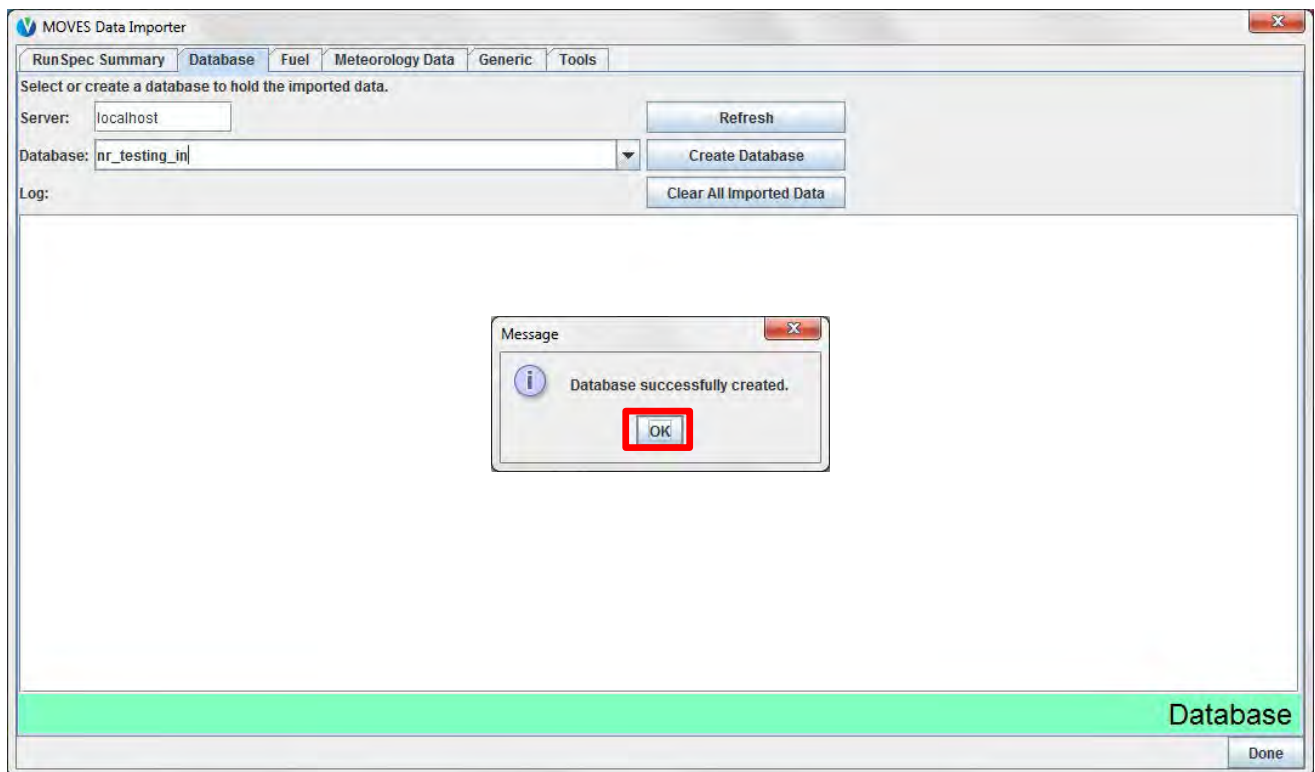 MOVES Data Importer
RunSpec Summary Database Fuel Meteorology Data Generic Tools
Select or create a database to hold the imported data.
Server: localhost Refresh
Database: nr_testing_in Create Database
Log: Clear All Imported Data
Message
Database successfully created.
OK
Database
Done